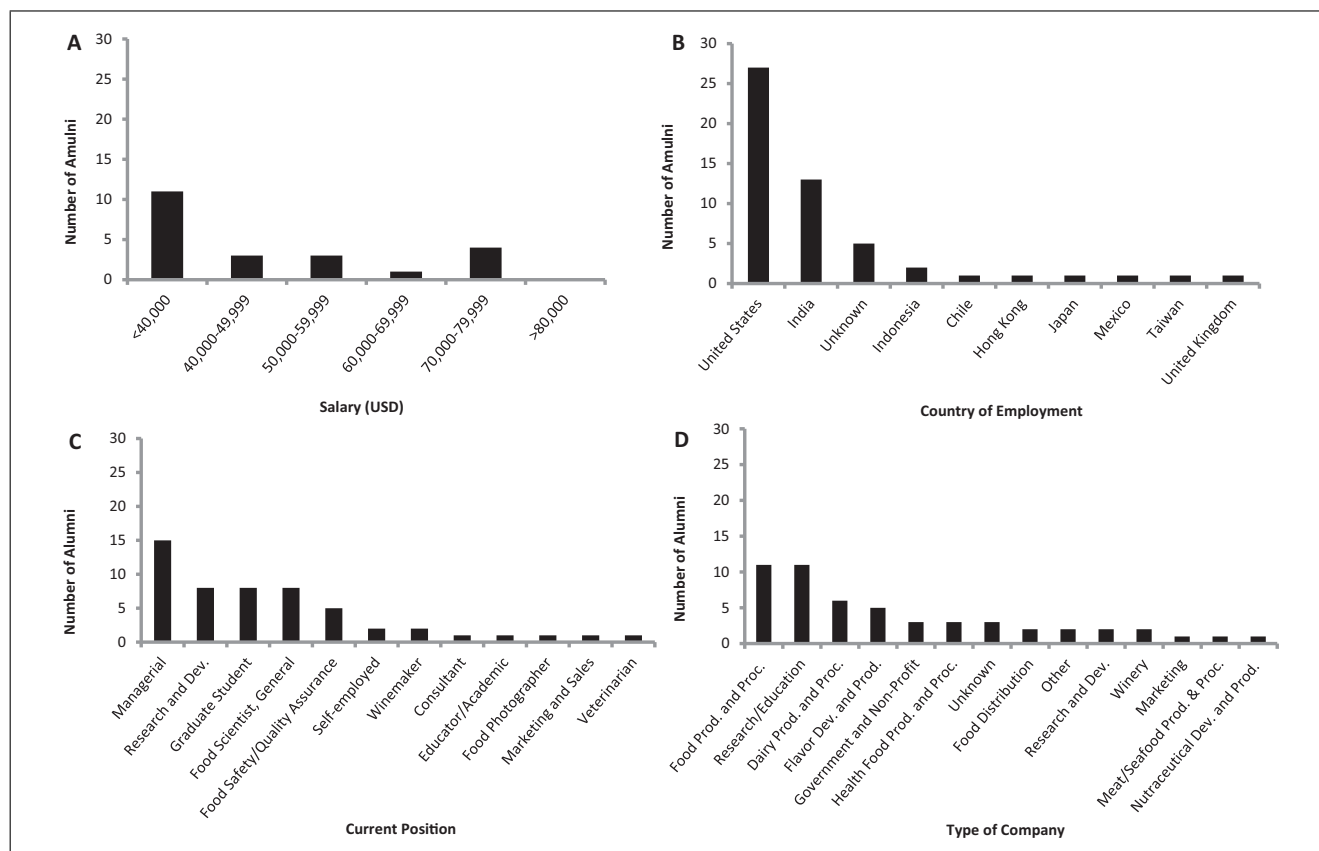 A
30
25
20
15
10
5
0
Number of Amulni
<40,000
40,000-49,999
50,000-59,999
60,000-69,999
70,000-79,999
>80,000
Salary (USD)
B
30
25
20
15
10
5
0
Number of Amulni
United States
India
Unknown
Indonesia
Chile
Hong Kong
Japan
Mexico
Taiwan
United Kingdom
Country of Employment
C
30
25
20
15
10
5
0
Number of Alumni
Managerial
Research and Dev.
Graduate Student
Food Scientist, General
Food Safety/Quality Assurance
Self-employed
Winemaker
Consultant
Educator/Academic
Food Photographer
Marketing and Sales
Veterinarian
Current Position
D
30
25
20
15
10
5
0
Number of Alumni
Food Prod. and Proc.
Research/Education
Dairy Prod. and Proc.
Flavor Dev. and Prod.
Government and Non-Profit
Health Food Prod. and Proc.
Unknown
Food Distribution
Other
Research and Dev.
Winery
Marketing
Meat/Seafood Prod. & Proc.
Nutraceutical Dev. and Prod.
Type of Company